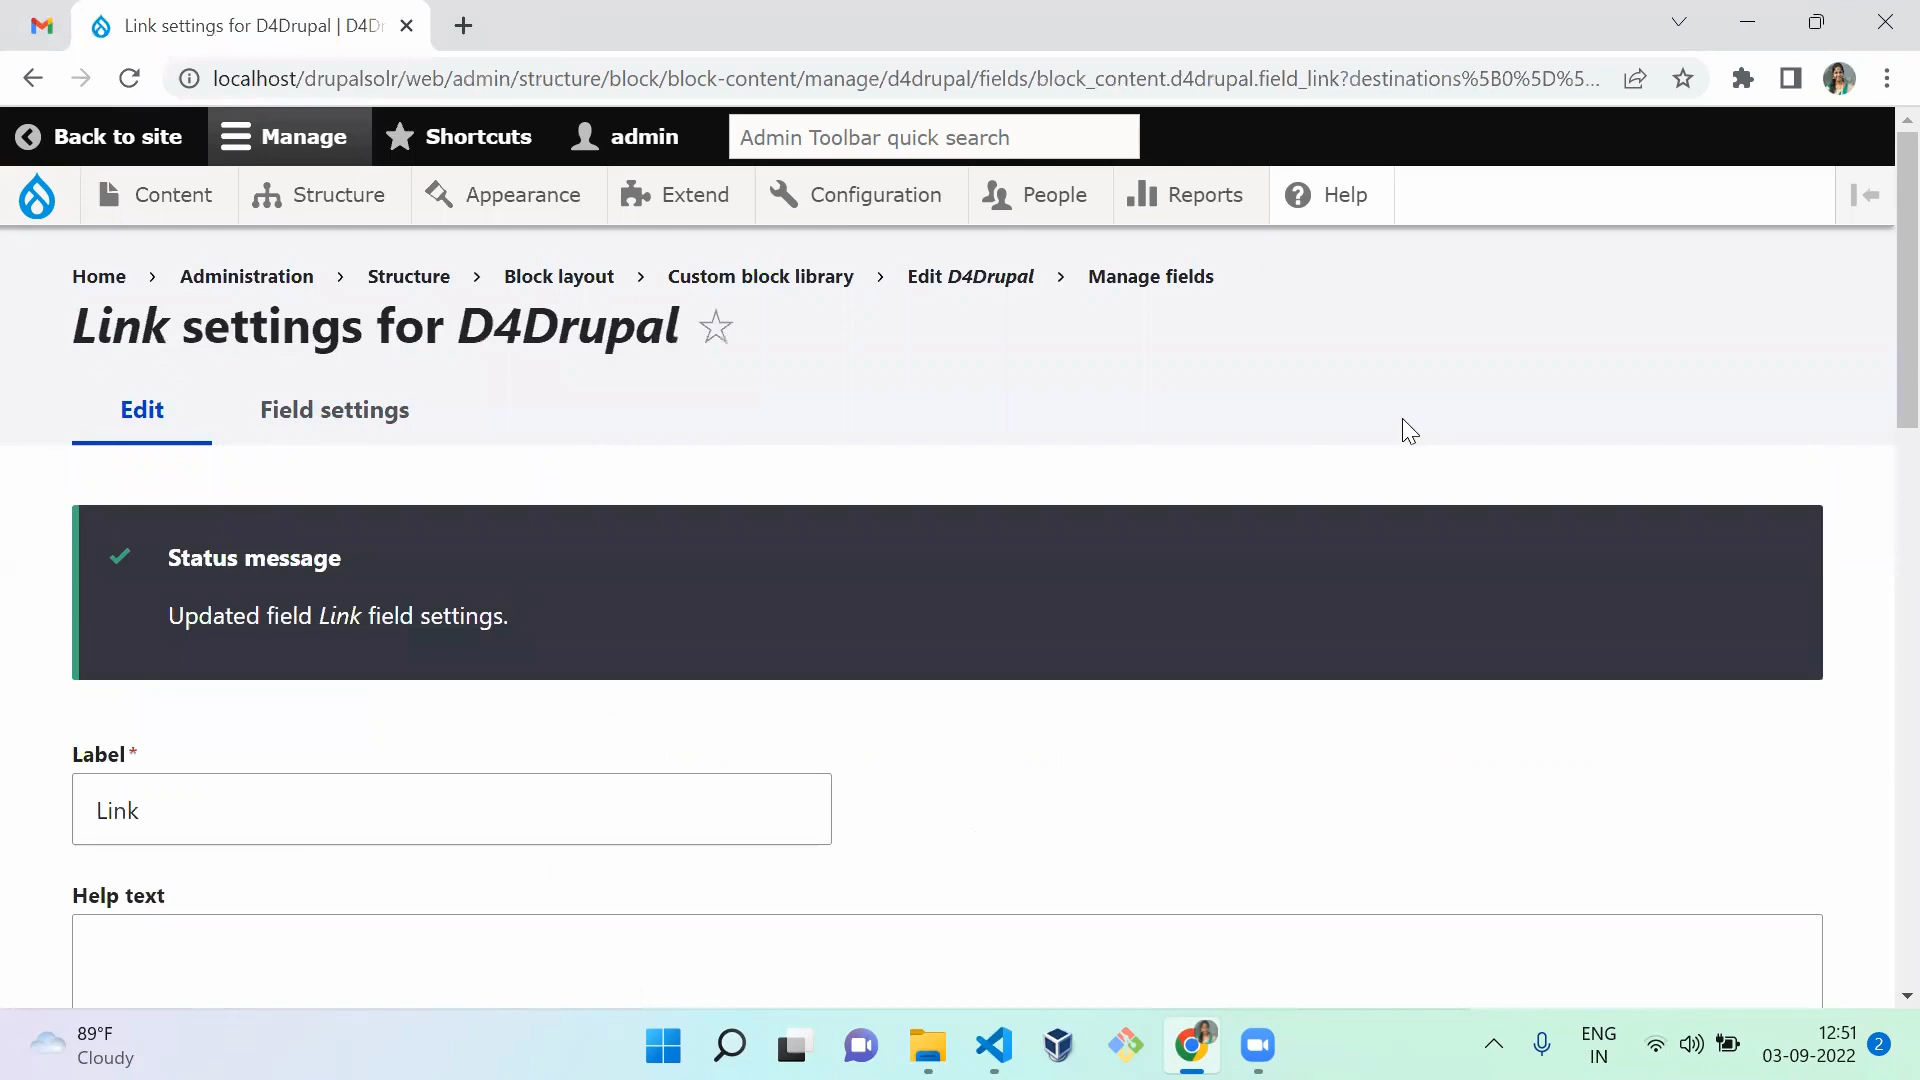 Link settings for D4Drupal | D4Dr
localhost/drupalsolr/web/admin/structure/block/block-content/manage/d4drupal/fields/block_content.d4drupal.field_link?destinations%5B0%5D%5...
Back to site Manage Shortcuts admin Admin Toolbar quick search
Content Structure Appearance Extend Configuration People Reports Help
Home › Administration › Structure › Block layout › Custom block library › Edit D4Drupal › Manage fields
Link settings for D4Drupal
Edit Field settings
Status message
Updated field Link field settings.
Label*
Link
Help text
89°F
Cloudy
ENG
IN
12:51
03-09-2022
2